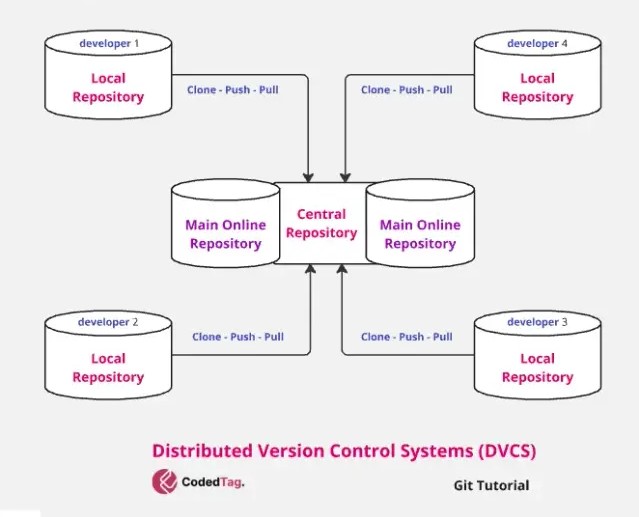 developer 1
Local
Repository
Clone - Push - Pull
developer 4
Local
Repository
Clone - Push - Pull
Main Online
Repository
Central
Repository
Main Online
Repository
developer 2
Local
Repository
Clone - Push - Pull
developer 3
Local
Repository
Clone - Push - Pull
Distributed Version Control Systems (DVCS)
CodedTag.
Git Tutorial